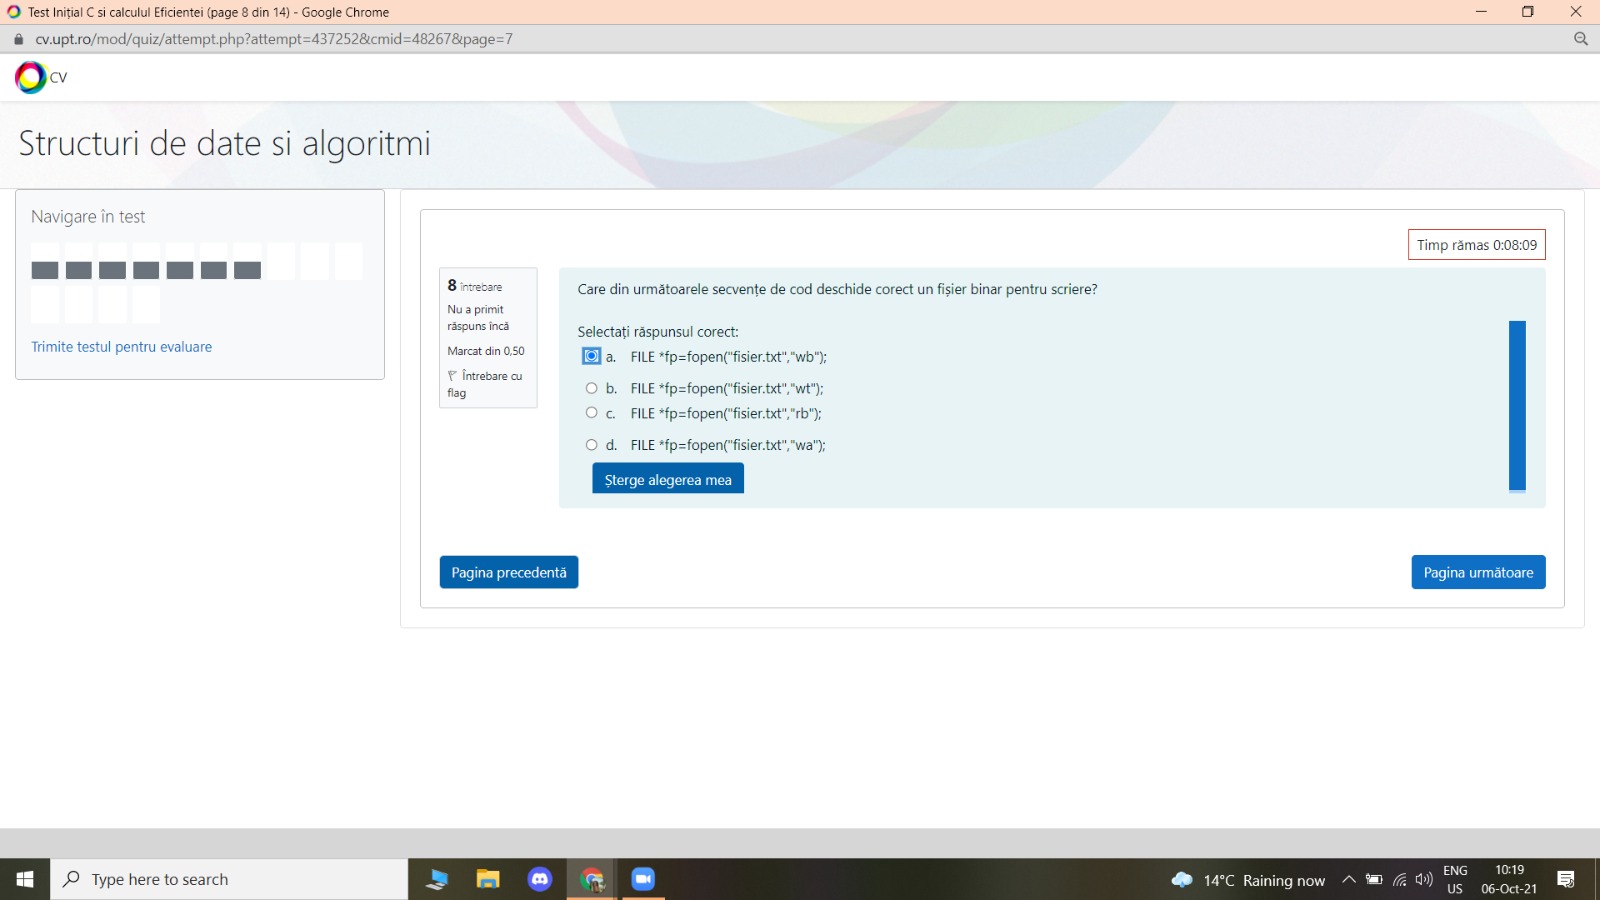 Test Inițial C si calculul Eficientei (page 8 din 14) - Google Chrome
cv.upt.ro/mod/quiz/attempt.php?attempt=437252&cmid=48267&page=7
CV
Structuri de date si algoritmi
Navigare în test
Trimite testul pentru evaluare
Timp rămas 0:08:09
8 întrebare
Nu a primit
răspuns încă
Marcat din 0,50
Întrebare cu
flag
Care din următoarele secvențe de cod deschide corect un fișier binar pentru scriere?
Selectați răspunsul corect:
a. FILE *fp=fopen("fisier.txt","wb");
b. FILE *fp=fopen("fisier.txt","wt");
c. FILE *fp=fopen("fisier.txt","rb");
d. FILE *fp=fopen("fisier.txt","wa");
Șterge alegerea mea
Pagina precedentă
Pagina următoare
Type here to search
14°C Raining now
ENG
US
10:19
06-Oct-21